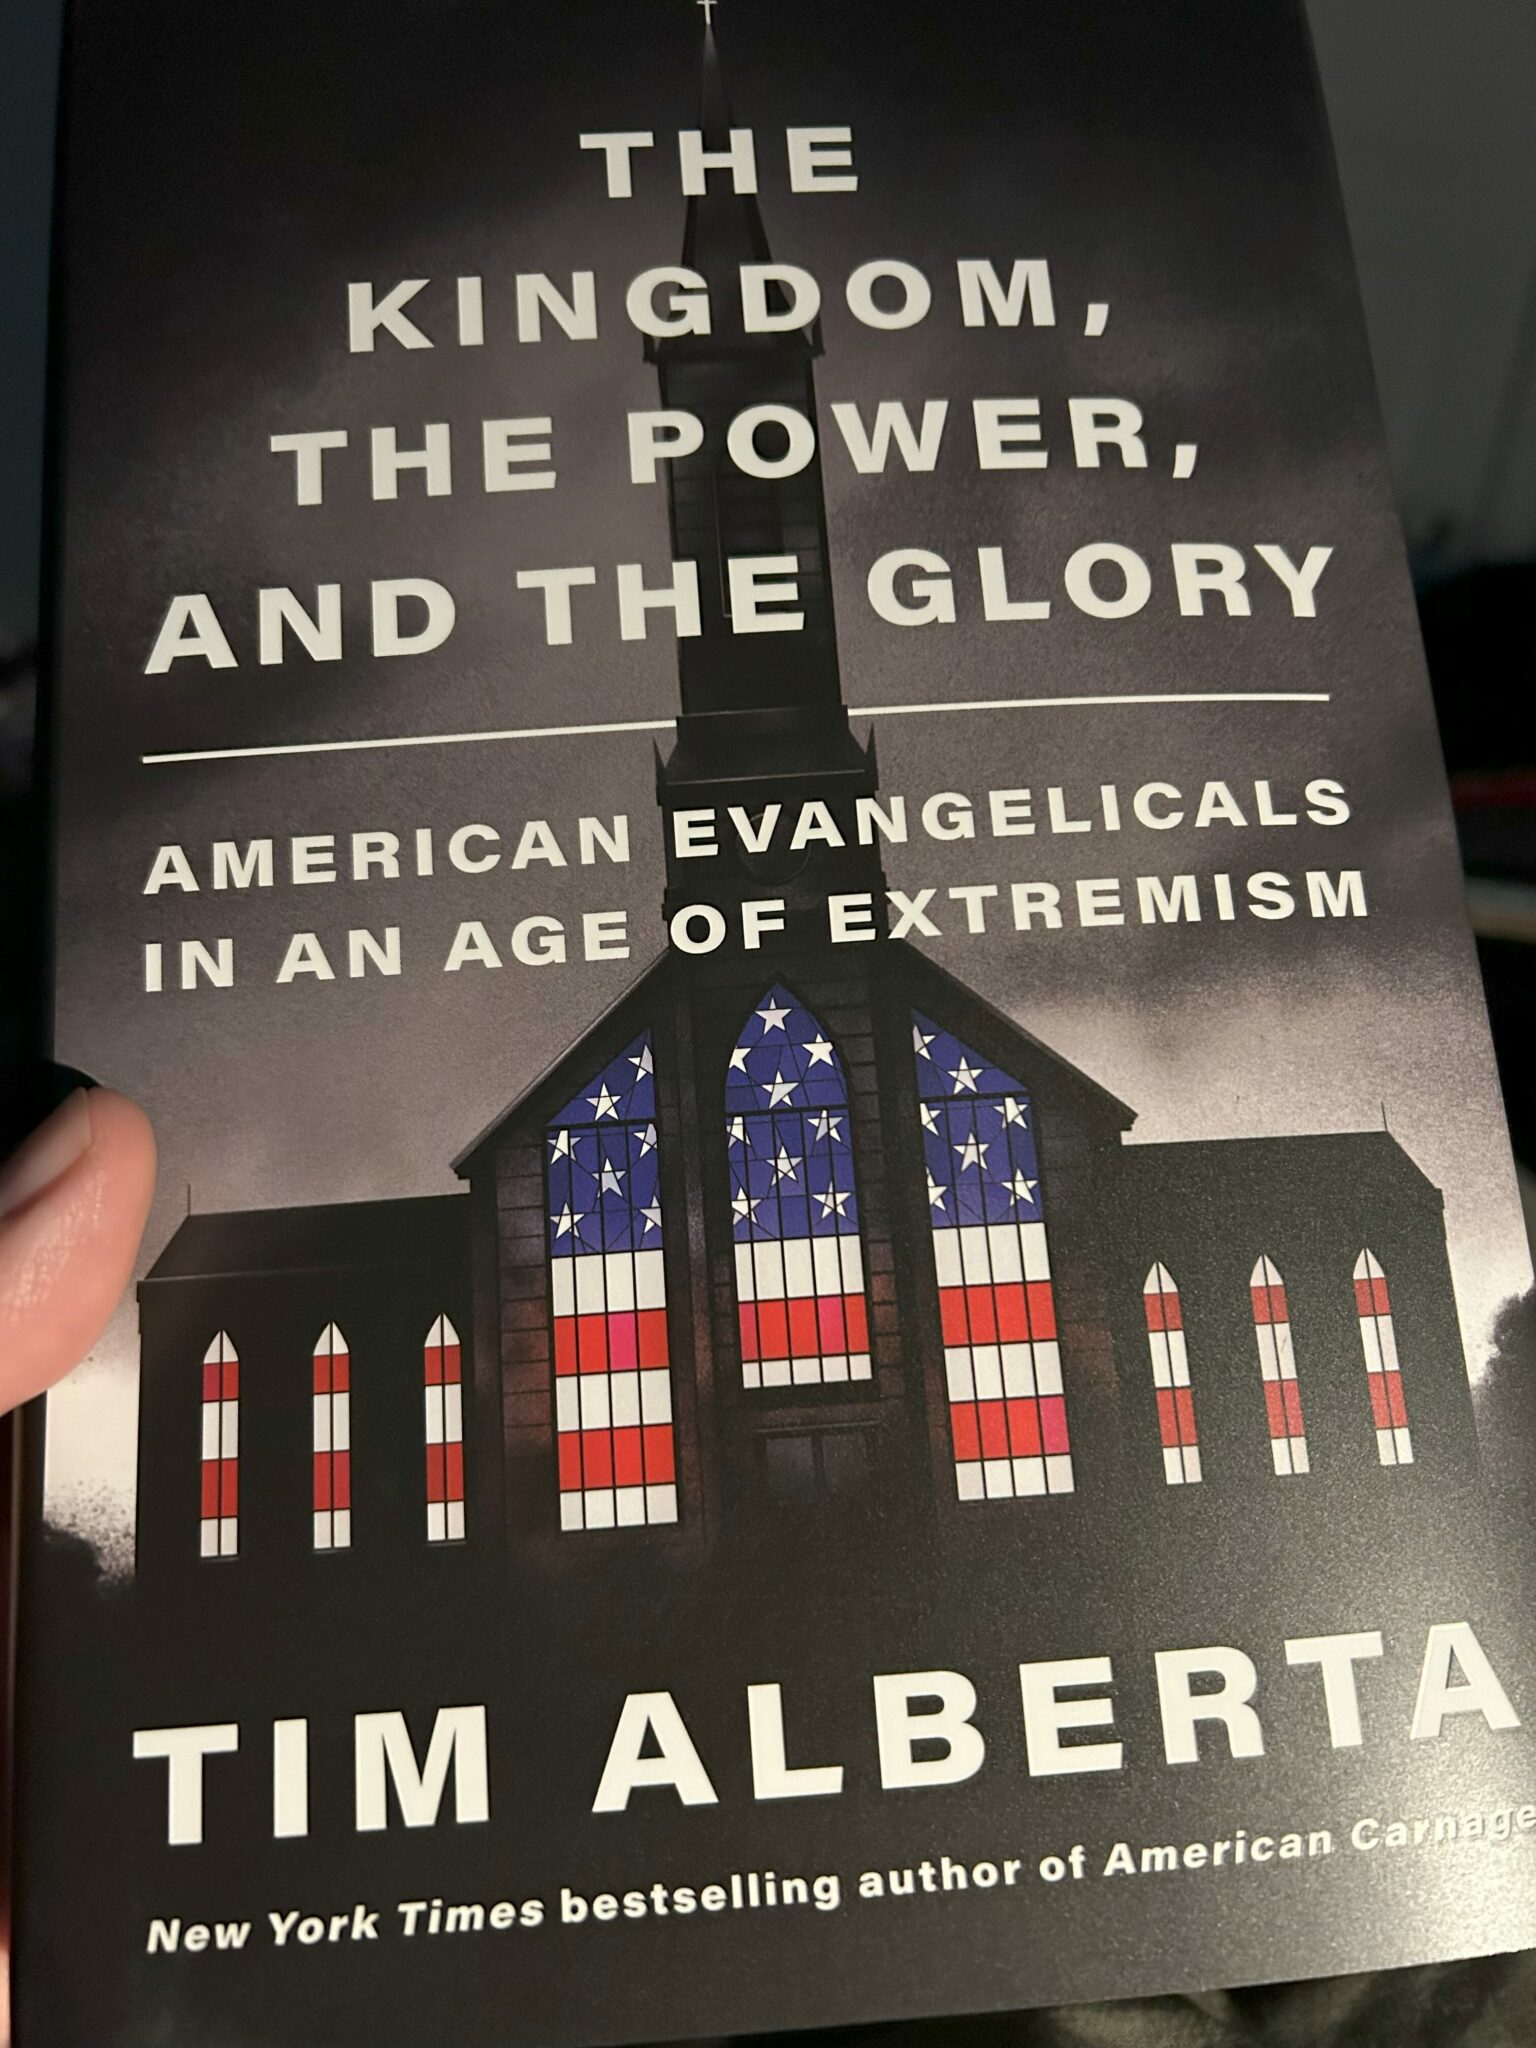 THE
KINGDOM,
THE POWER,
AND THE GLORY
AMERICAN EVANGELICALS
IN AN AGE OF EXTREMISM
TIM ALBERTA
New York Times bestselling author of American Carnage